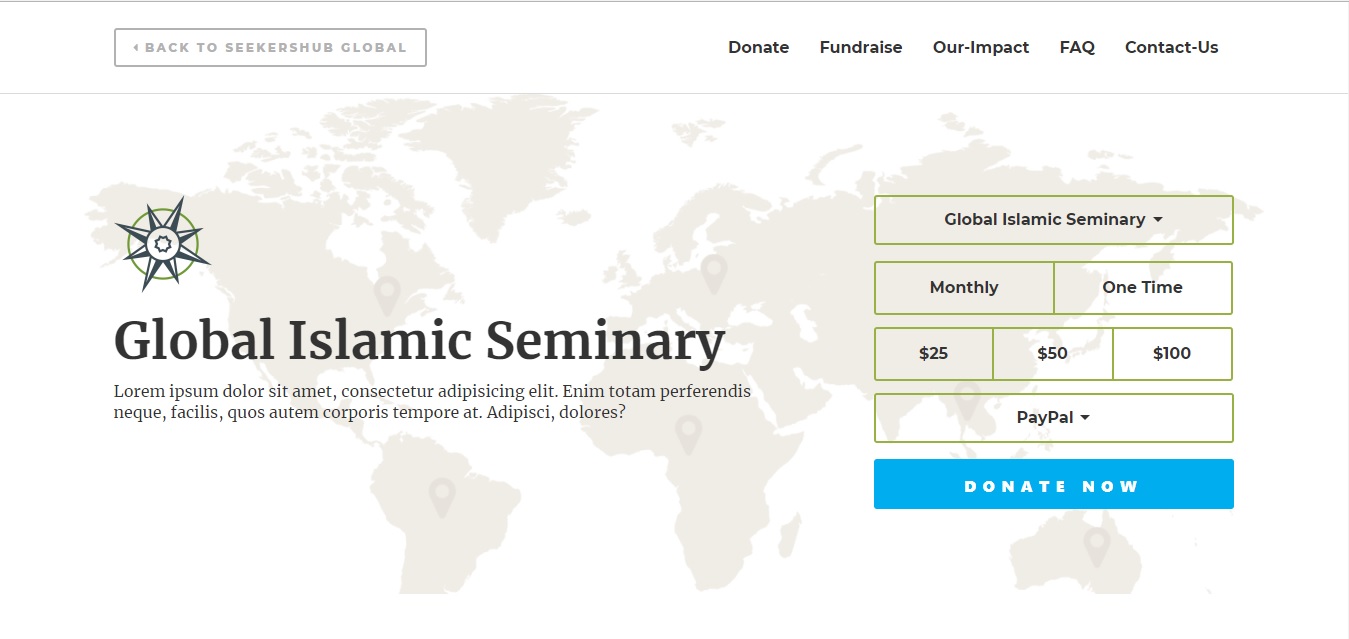 BACK TO SEEKERSHUB GLOBAL
Donate Fundraise Our-Impact FAQ Contact-Us
Global Islamic Seminary
Lorem ipsum dolor sit amet, consectetur adipisicing elit. Enim totam perferendis
neque, facilis, quos autem corporis tempore at. Adipisci, dolores?
Global Islamic Seminary
Monthly One Time
$25 $50 $100
PayPal
DONATE NOW